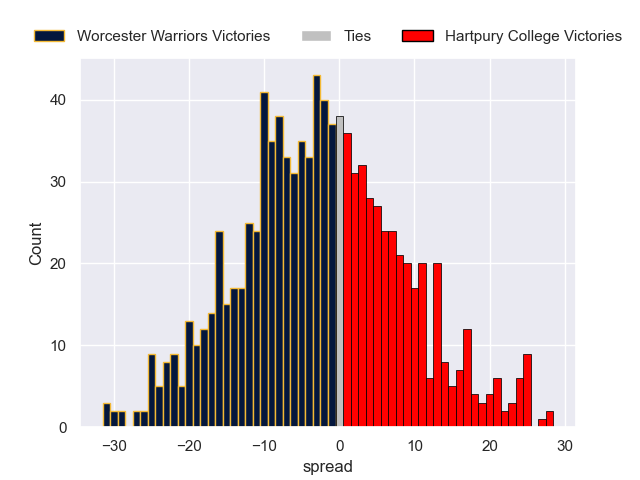 Worcester Warriors Victories Ties Hartpury College Victories
Count
40
30
20
10
0
−30 −20 −10 0 10 20 30
spread